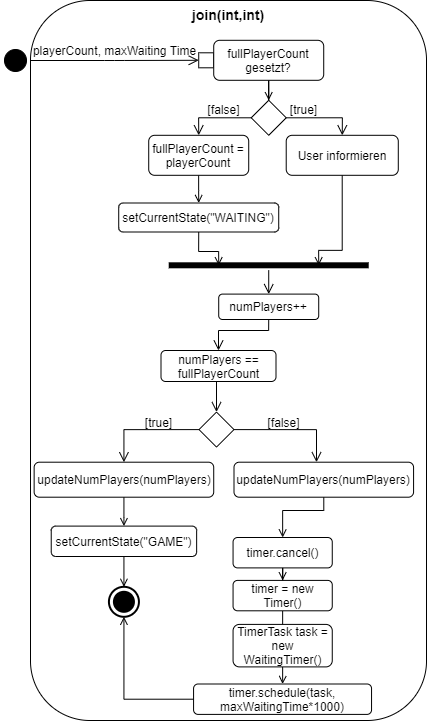 join(int,int)
playerCount, maxWaiting Time
fullPlayerCount
gesetzt?
[false]
[true]
fullPlayerCount =
playerCount
User informieren
setCurrentState("WAITING")
numPlayers++
numPlayers ==
fullPlayerCount
[true]
[false]
updateNumPlayers(numPlayers)
updateNumPlayers(numPlayers)
setCurrentState("GAME")
timer.cancel()
timer = new
Timer()
TimerTask task =
new
WaitingTimer()
timer.schedule(task,
maxWaitingTime*1000)